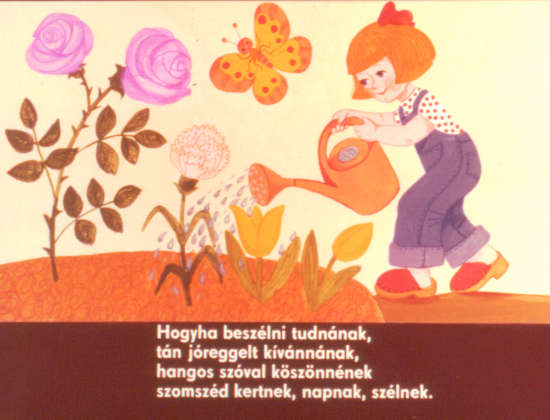 Hogyha beszélni tudnának,
tán jóreggelt kívánnának,
hangos szóval köszönnének
szomszéd kertnek, napnak, szélnek.